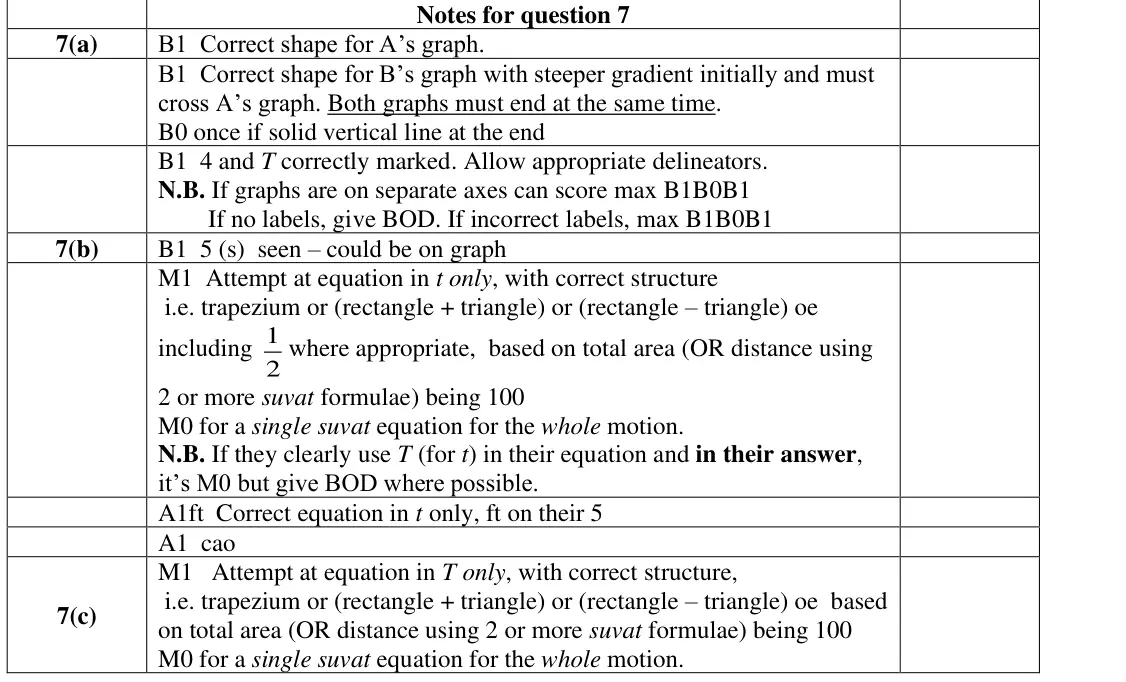 Notes for question 7
7(a) B1 Correct shape for A’s graph.
B1 Correct shape for B’s graph with steeper gradient initially and must
cross A’s graph. Both graphs must end at the same time.
B0 once if solid vertical line at the end
B1 4 and T correctly marked. Allow appropriate delineators.
N.B. If graphs are on separate axes can score max B1B0B1
If no labels, give BOD. If incorrect labels, max B1B0B1
7(b) B1 5 (s) seen – could be on graph
M1 Attempt at equation in t only, with correct structure
i.e. trapezium or (rectangle + triangle) or (rectangle – triangle) oe
including 1/2 where appropriate, based on total area (OR distance using
2 or more suvat formulae) being 100
M0 for a single suvat equation for the whole motion.
N.B. If they clearly use T (for t) in their equation and in their answer,
it’s M0 but give BOD where possible.
A1ft Correct equation in t only, ft on their 5
A1 cao
7(c) M1 Attempt at equation in T only, with correct structure,
i.e. trapezium or (rectangle + triangle) or (rectangle – triangle) oe based
on total area (OR distance using 2 or more suvat formulae) being 100
M0 for a single suvat equation for the whole motion.